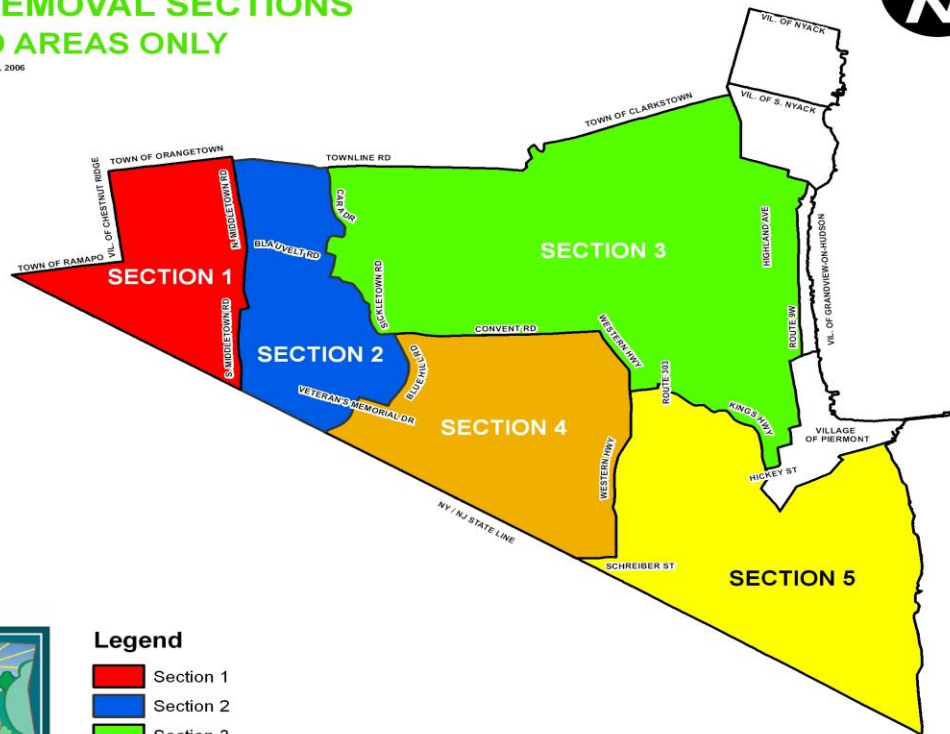 EMOVAL SECTIONS
AREAS ONLY
, 2006
N
VIL. OF NYACK
VIL. OF S. NYACK
TOWN OF CLARKSTOWN
TOWN OF ORANGETOWN
TOWNLINE RD
VIL. OF CHESTNUT RIDGE
N. MIDDLETOWN RD
CARA DR
BLAUVELT RD
HIGHLAND AVE
VIL. OF GRANDVIEW-ON-HUDSON
SECTION 3
TOWN OF RAMAPO
SECTION 1
SICKLETOWN RD
ROUTE 9W
S. MIDDLETOWN RD
CONVENT RD
WESTERN HWY
SECTION 2
BLUE HILL RD
ROUTE 303
VETERAN'S MEMORIAL DR
KINGS HWY
SECTION 4
VILLAGE
OF PIERMONT
WESTERN HWY
HICKEY ST
NY / NJ STATE LINE
SCHREIBER ST
SECTION 5
Legend
Section 1
Section 2
Section 3